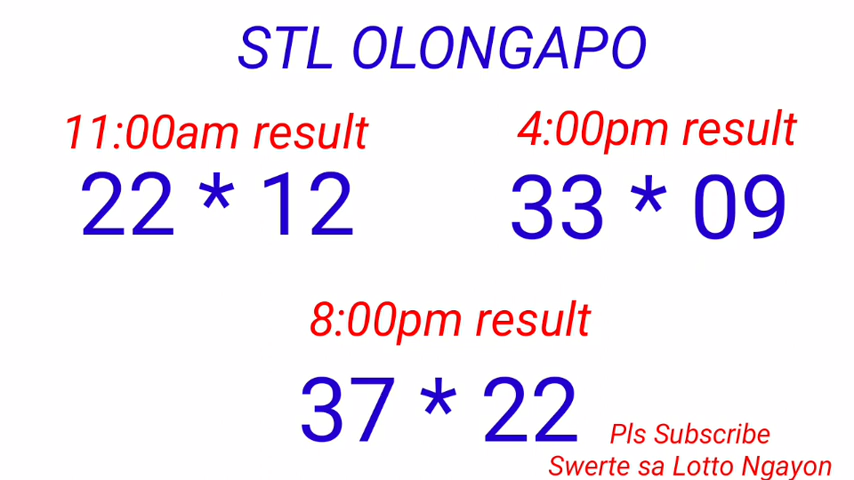 STL OLONGAPO
11:00am result
22 * 12
4:00pm result
33 * 09
8:00pm result
37 * 22
Pls Subscribe
Swerte sa Lotto Ngayon